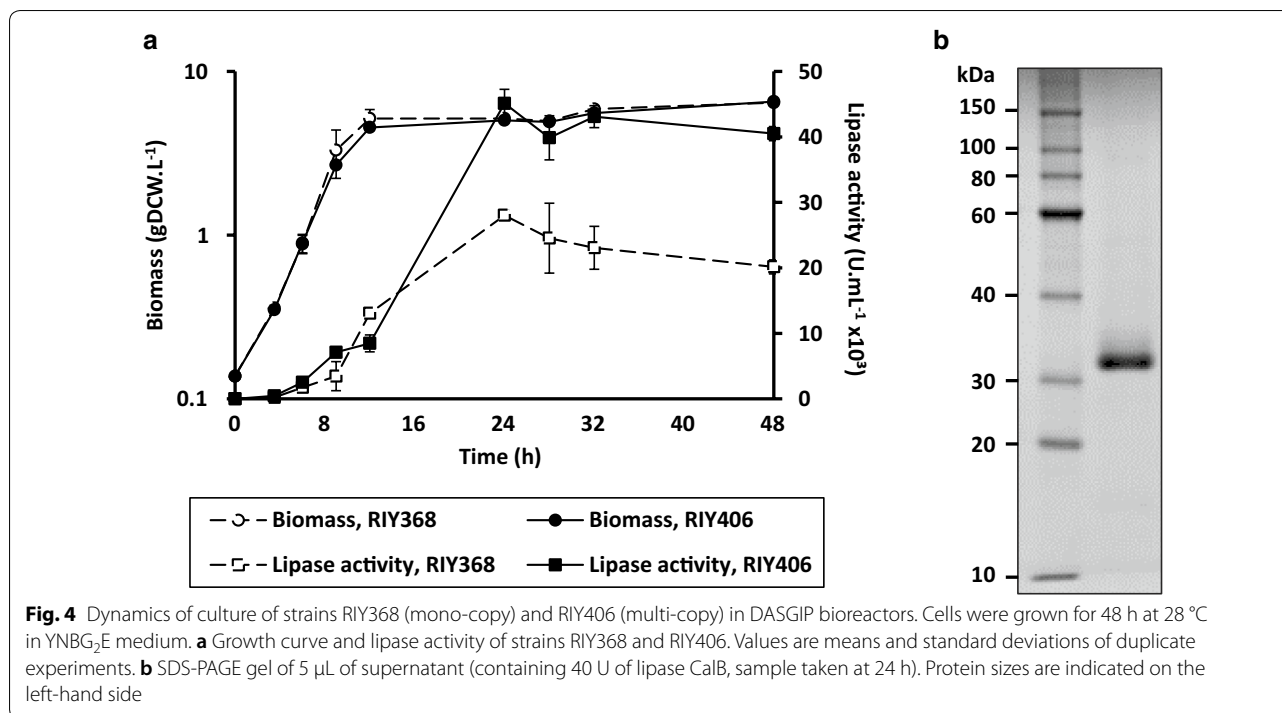 a
10
1
0.1
Biomass (gDCW.L-1)
50
40
30
20
10
0
Lipase activity (U.mL-1 x10³)
0 8 16 24 32 40 48
Time (h)
Biomass, RIY368
Biomass, RIY406
Lipase activity, RIY368
Lipase activity, RIY406
b
kDa
150
100
80
60
40
30
20
10
Fig. 4 Dynamics of culture of strains RIY368 (mono-copy) and RIY406 (multi-copy) in DASGIP bioreactors. Cells were grown for 48 h at 28 °C
in YNBG₂E medium. a Growth curve and lipase activity of strains RIY368 and RIY406. Values are means and standard deviations of duplicate
experiments. b SDS-PAGE gel of 5 µL of supernatant (containing 40 U of lipase CalB, sample taken at 24 h). Protein sizes are indicated on the
left-hand side